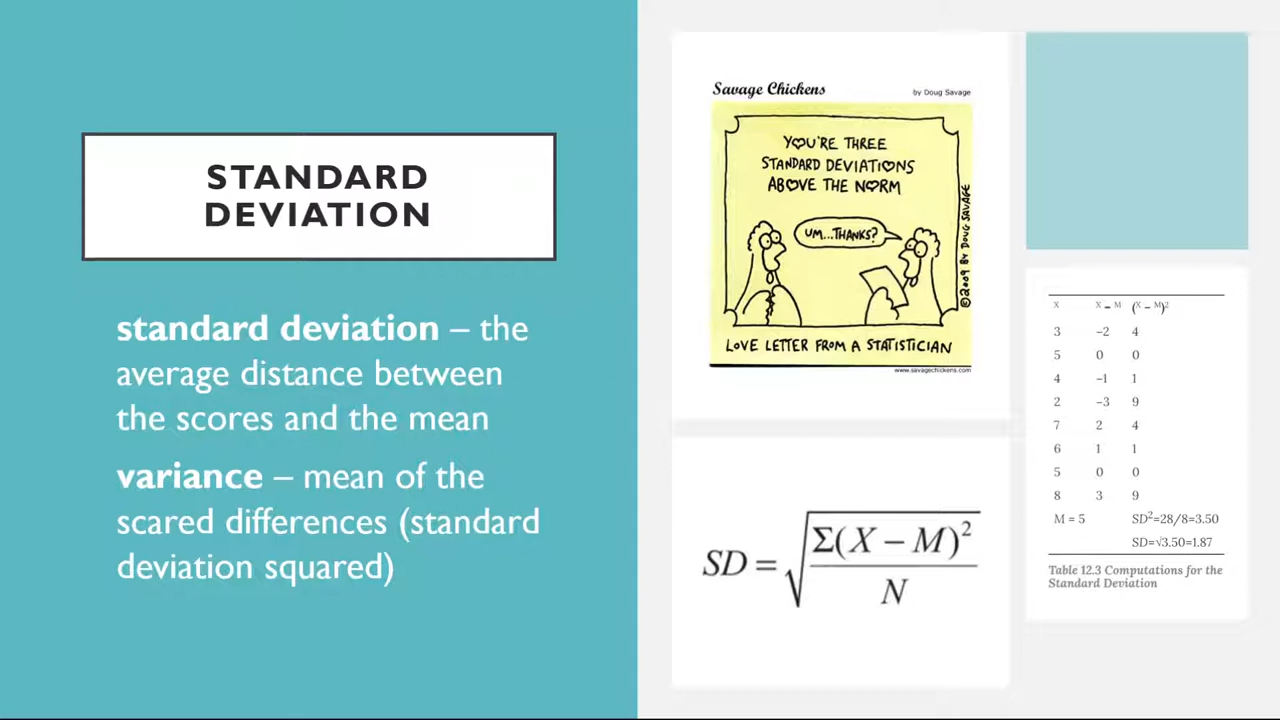 STANDARD
DEVIATION
standard deviation – the
average distance between
the scores and the mean
variance – mean of the
scared differences (standard
deviation squared)
Savage Chickens
by Doug Savage
YOU'RE THREE
STANDARD DEVIATIONS
ABOVE THE NORM
UM...THANKS?
©2009 BY DOUG SAVAGE
LOVE LETTER FROM A STATISTICIAN
www.savagechickens.com
SD = √Σ(X – M)²
N
X X – M (X – M)²
3 –2 4
5 0 0
4 –1 1
2 –3 9
7 2 4
6 1 1
5 0 0
8 3 9
M = 5 SD²=28/8=3.50
SD=√3.50=1.87
Table 12.3 Computations for the
Standard Deviation